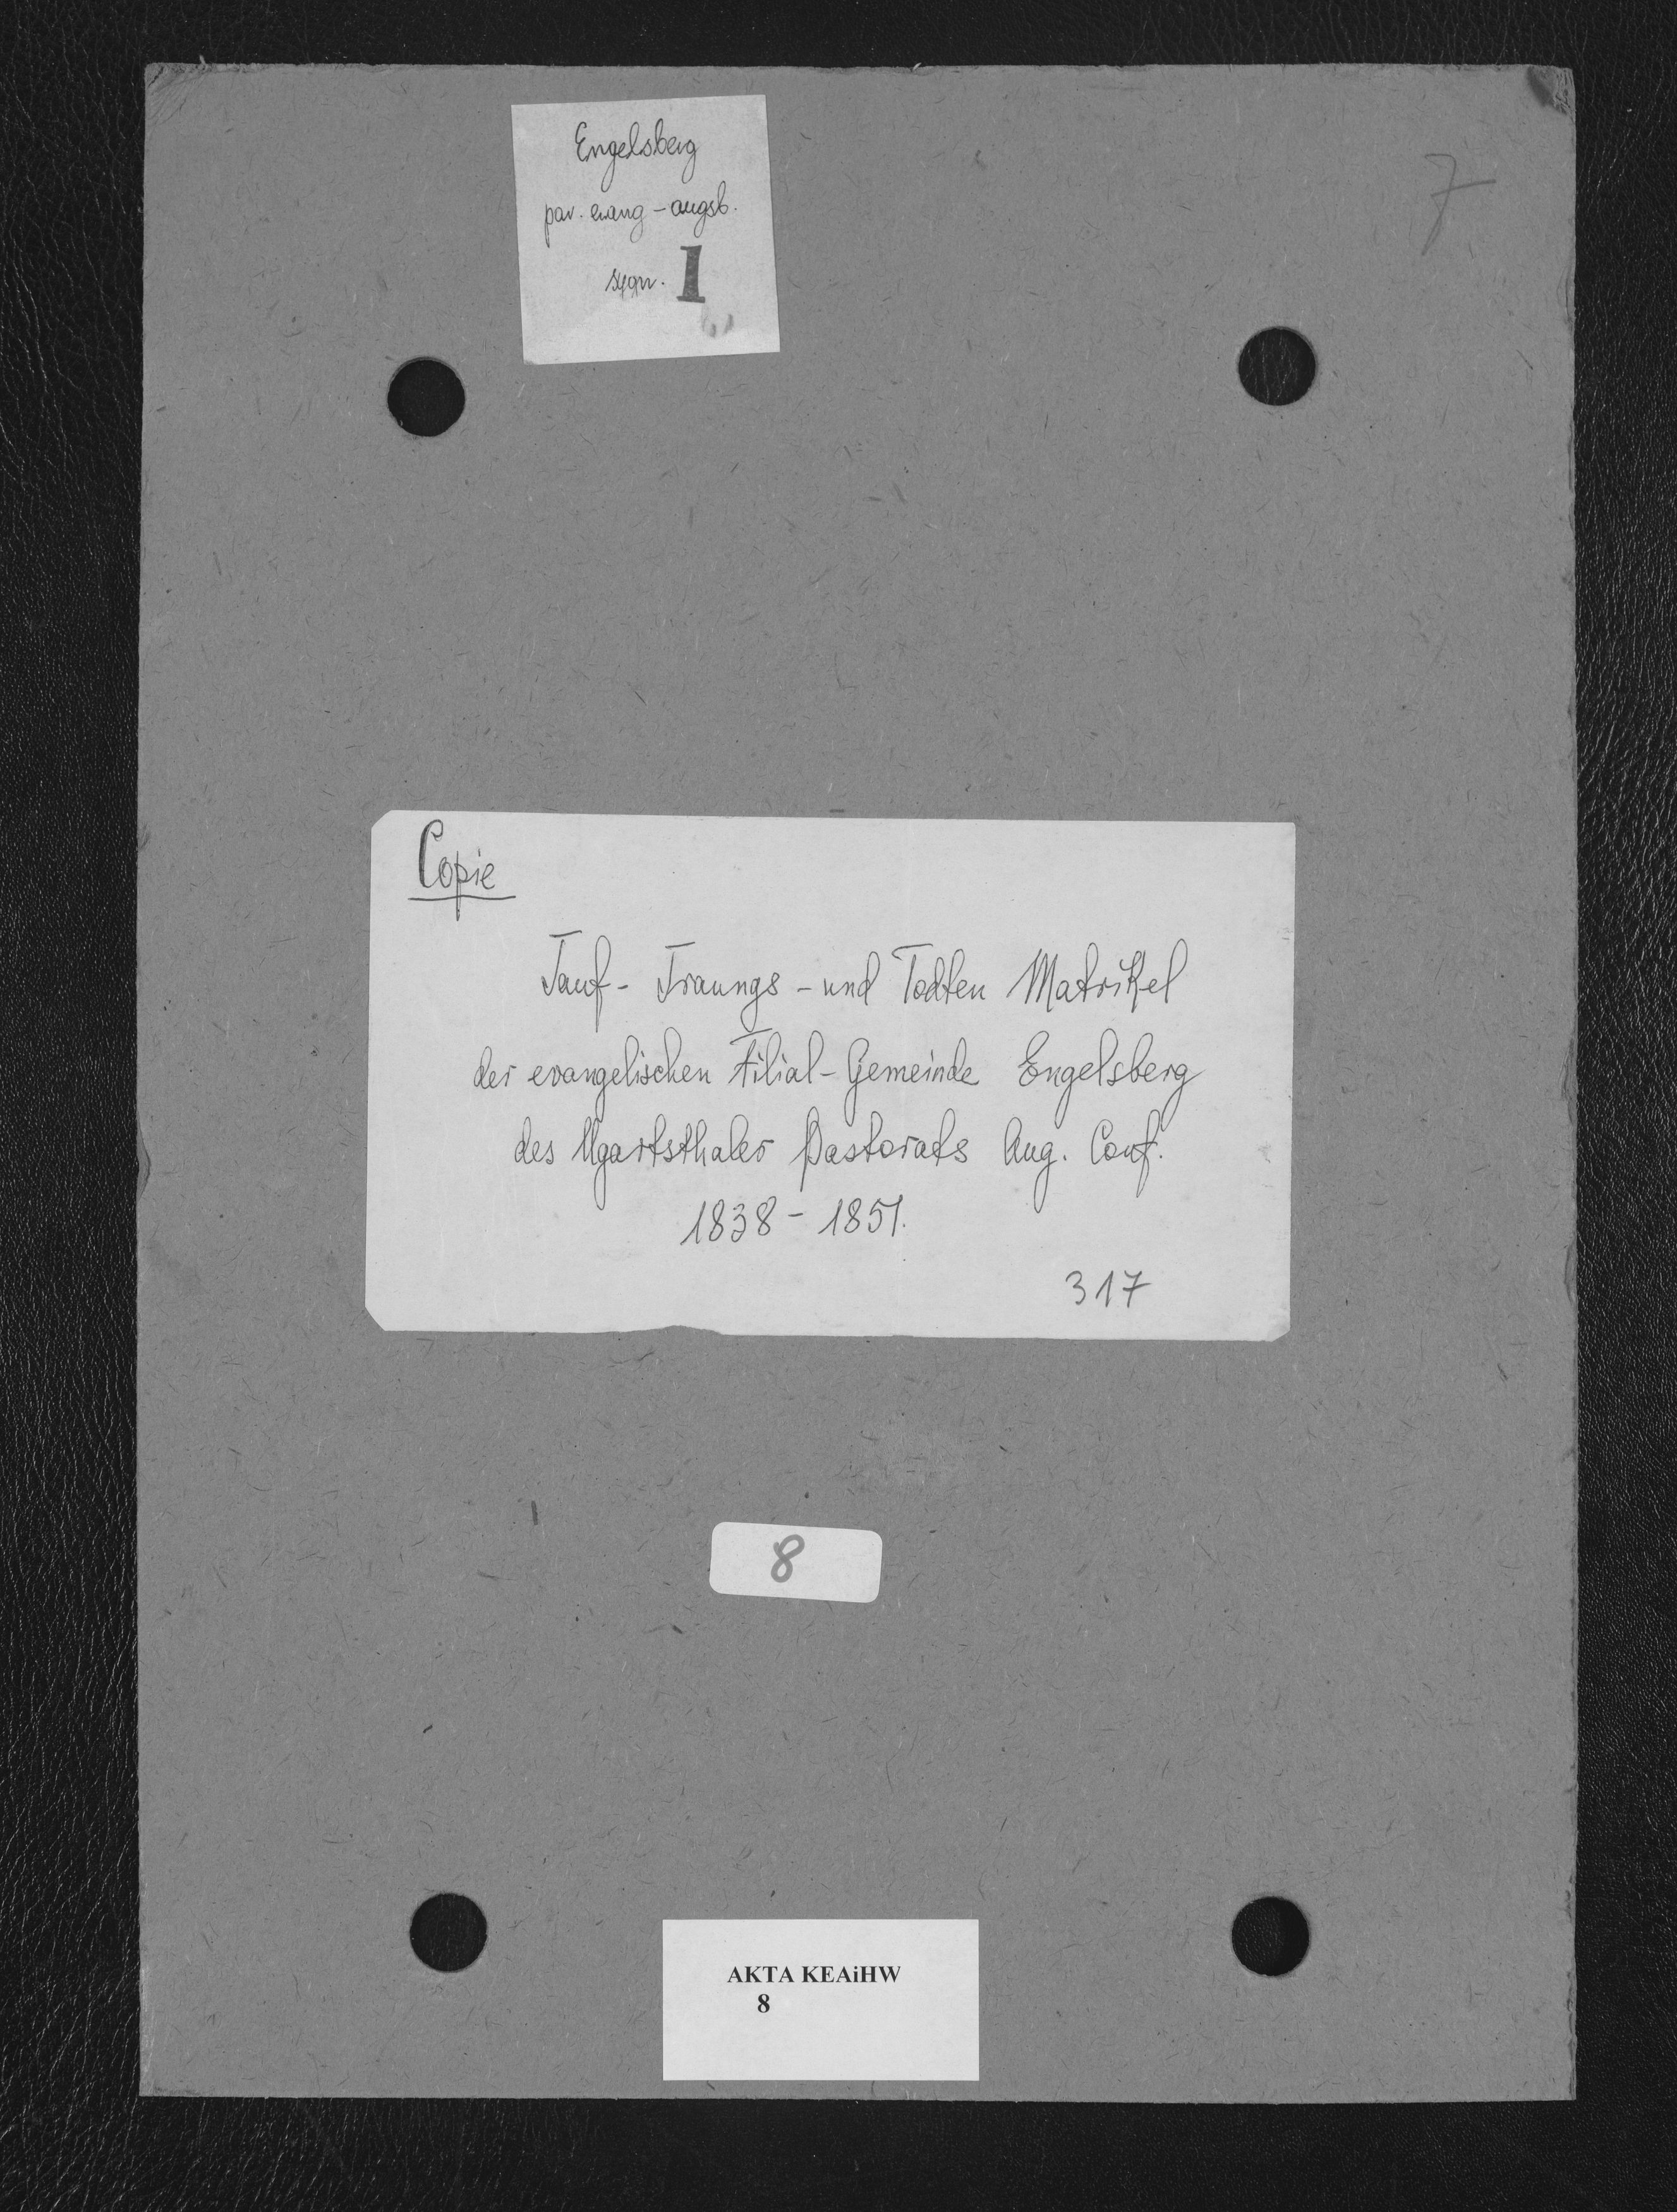 Engelsberg
7
par. ewang - augsb.
sygn. 1
Copie
Tauf - Trauungs - und Todten Matrikel
der evangelischen Filial - Gemeinde Engelsberg
des Ugartsthaler Pastorats Aug. Conf.
1838 - 1851.
317
8
AKTA KEAiHW
8